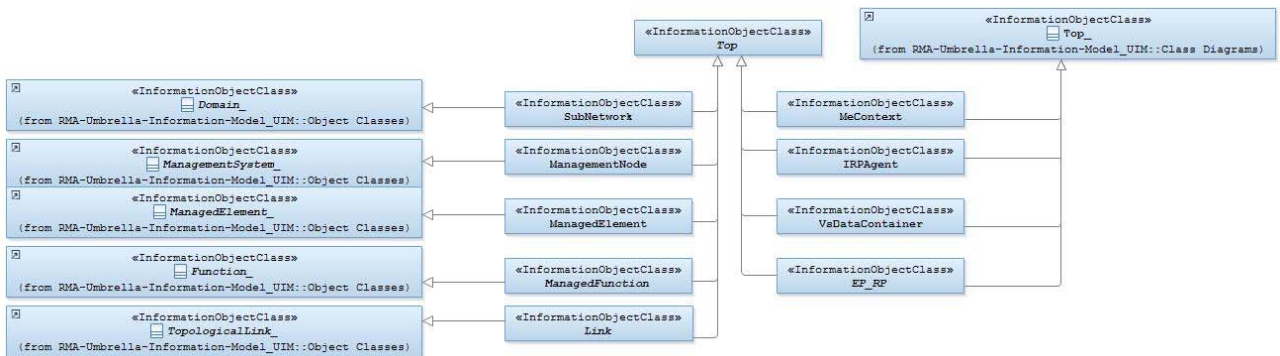 «InformationObjectClass»
Top
«InformationObjectClass»
Top_
(from RMA-Umbrella-Information-Model_UIM::Class Diagrams)
«InformationObjectClass»
Domain_
(from RMA-Umbrella-Information-Model_UIM::Object Classes)
«InformationObjectClass»
SubNetwork
«InformationObjectClass»
MeContext
«InformationObjectClass»
ManagementSystem_
(from RMA-Umbrella-Information-Model_UIM::Object Classes)
«InformationObjectClass»
ManagementNode
«InformationObjectClass»
IRPAgent
«InformationObjectClass»
ManagedElement_
(from RMA-Umbrella-Information-Model_UIM::Object Classes)
«InformationObjectClass»
ManagedElement
«InformationObjectClass»
VsDataContainer
«InformationObjectClass»
Function_
(from RMA-Umbrella-Information-Model_UIM::Object Classes)
«InformationObjectClass»
ManagedFunction
«InformationObjectClass»
EP_RP
«InformationObjectClass»
TopologicalLink_
(from RMA-Umbrella-Information-Model_UIM::Object Classes)
«InformationObjectClass»
Link